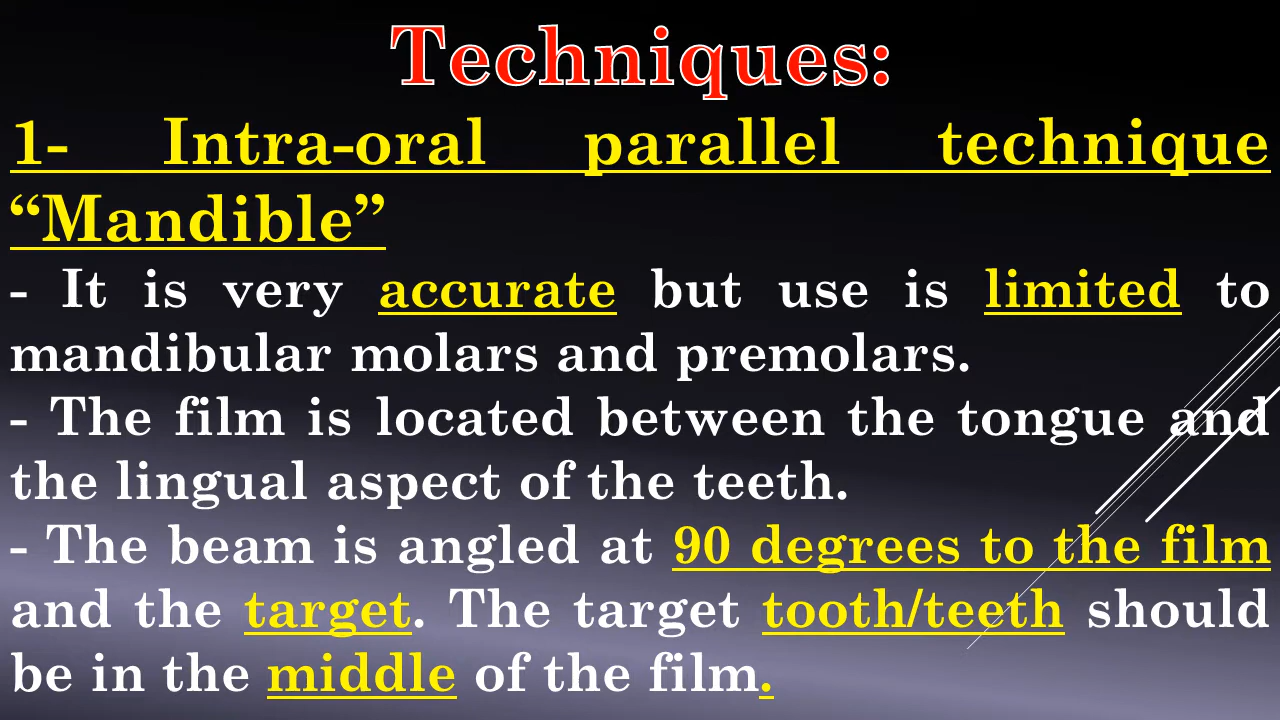 Techniques:
1- Intra-oral parallel technique
“Mandible”
- It is very accurate but use is limited to
mandibular molars and premolars.
- The film is located between the tongue and
the lingual aspect of the teeth.
- The beam is angled at 90 degrees to the film
and the target. The target tooth/teeth should
be in the middle of the film.